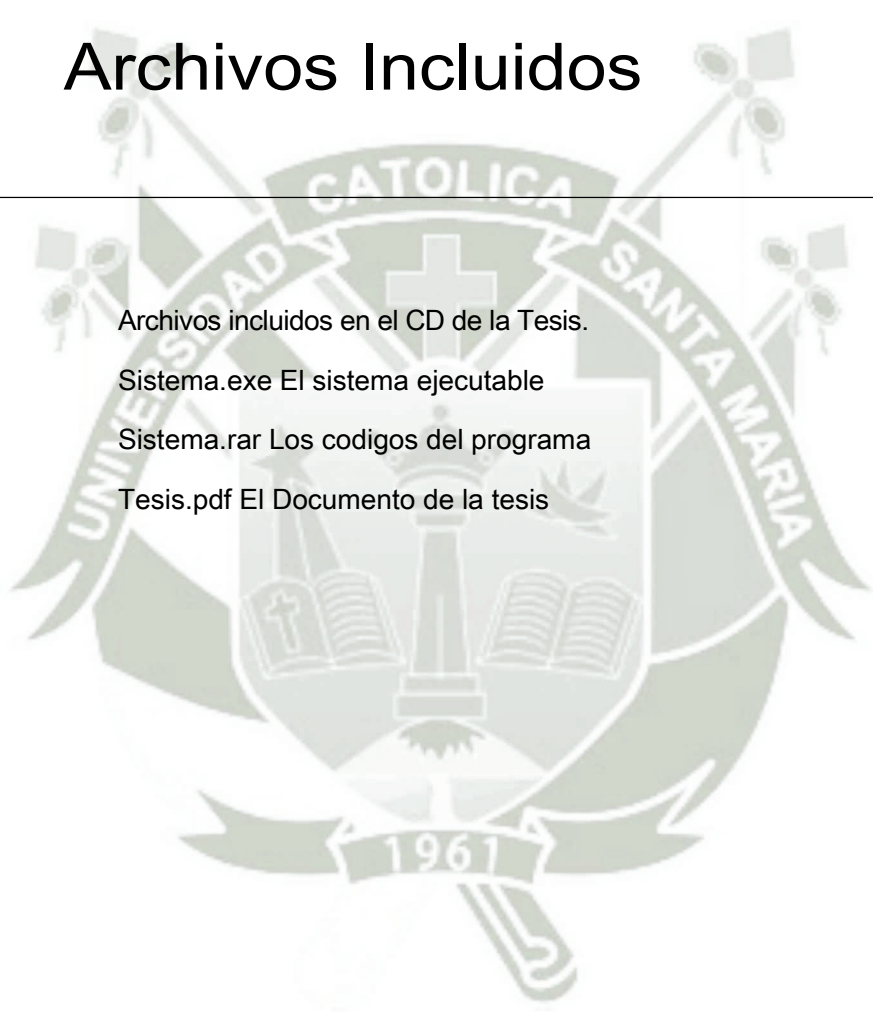 Archivos Incluidos
UNIVERSIDAD CATOLICA SANTA MARIA
Archivos incluidos en el CD de la Tesis.
Sistema.exe El sistema ejecutable
Sistema.rar Los codigos del programa
Tesis.pdf El Documento de la tesis
1961